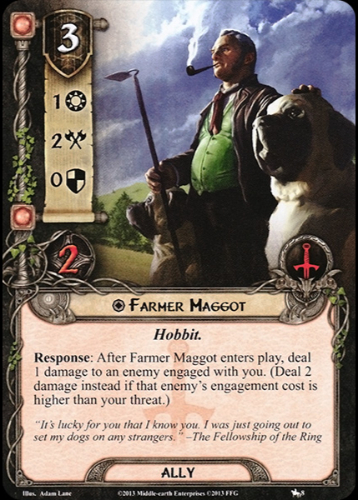 3
1
2
0
2
Farmer Maggot
Hobbit.
Response: After Farmer Maggot enters play, deal
1 damage to an enemy engaged with you. (Deal 2
damage instead if that enemy's engagement cost is
higher than your threat.)
"It's lucky for you that I know you. I was just going out
to set my dogs on any strangers." –The Fellowship of the Ring
ALLY
Illus. Adam Lane
©2013 Middle-earth Enterprises ©2013 FFG
8